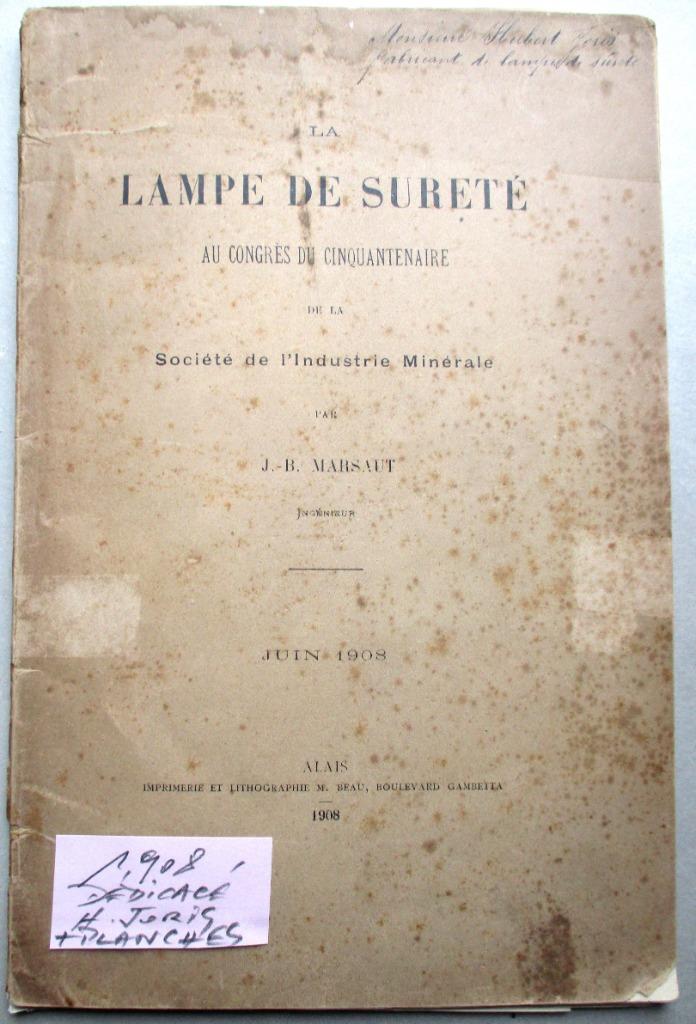 Monsieur Hubert Joris
fabricant de lampes de sûreté
LA
LAMPE DE SURETÉ
AU CONGRÈS DU CINQUANTENAIRE
DE LA
Société de l'Industrie Minérale
PAR
J.-B. MARSAUT
INGÉNIEUR
JUIN 1908
ALAIS
IMPRIMERIE ET LITHOGRAPHIE M. BEAU, BOULEVARD GAMBETTA
1908
1908
DÉDICACÉ
H. JORIS
+ PLANCHES